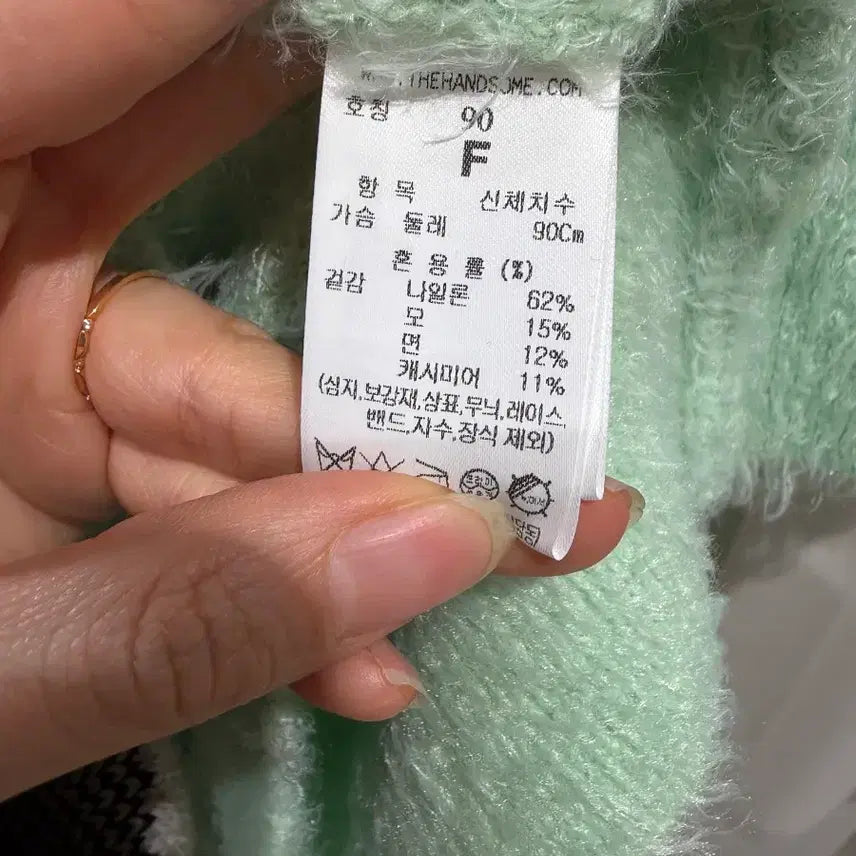 WWW.THEHANDSOME.COM
호칭 90
F
항 목 신체치수
가슴 둘레 90Cm
혼 용 률 (%)
겉감 나일론 62%
모 15%
면 12%
캐시미어 11%
(심지,보강재,상표,무늬,레이스,
밴드,자수,장식 제외)